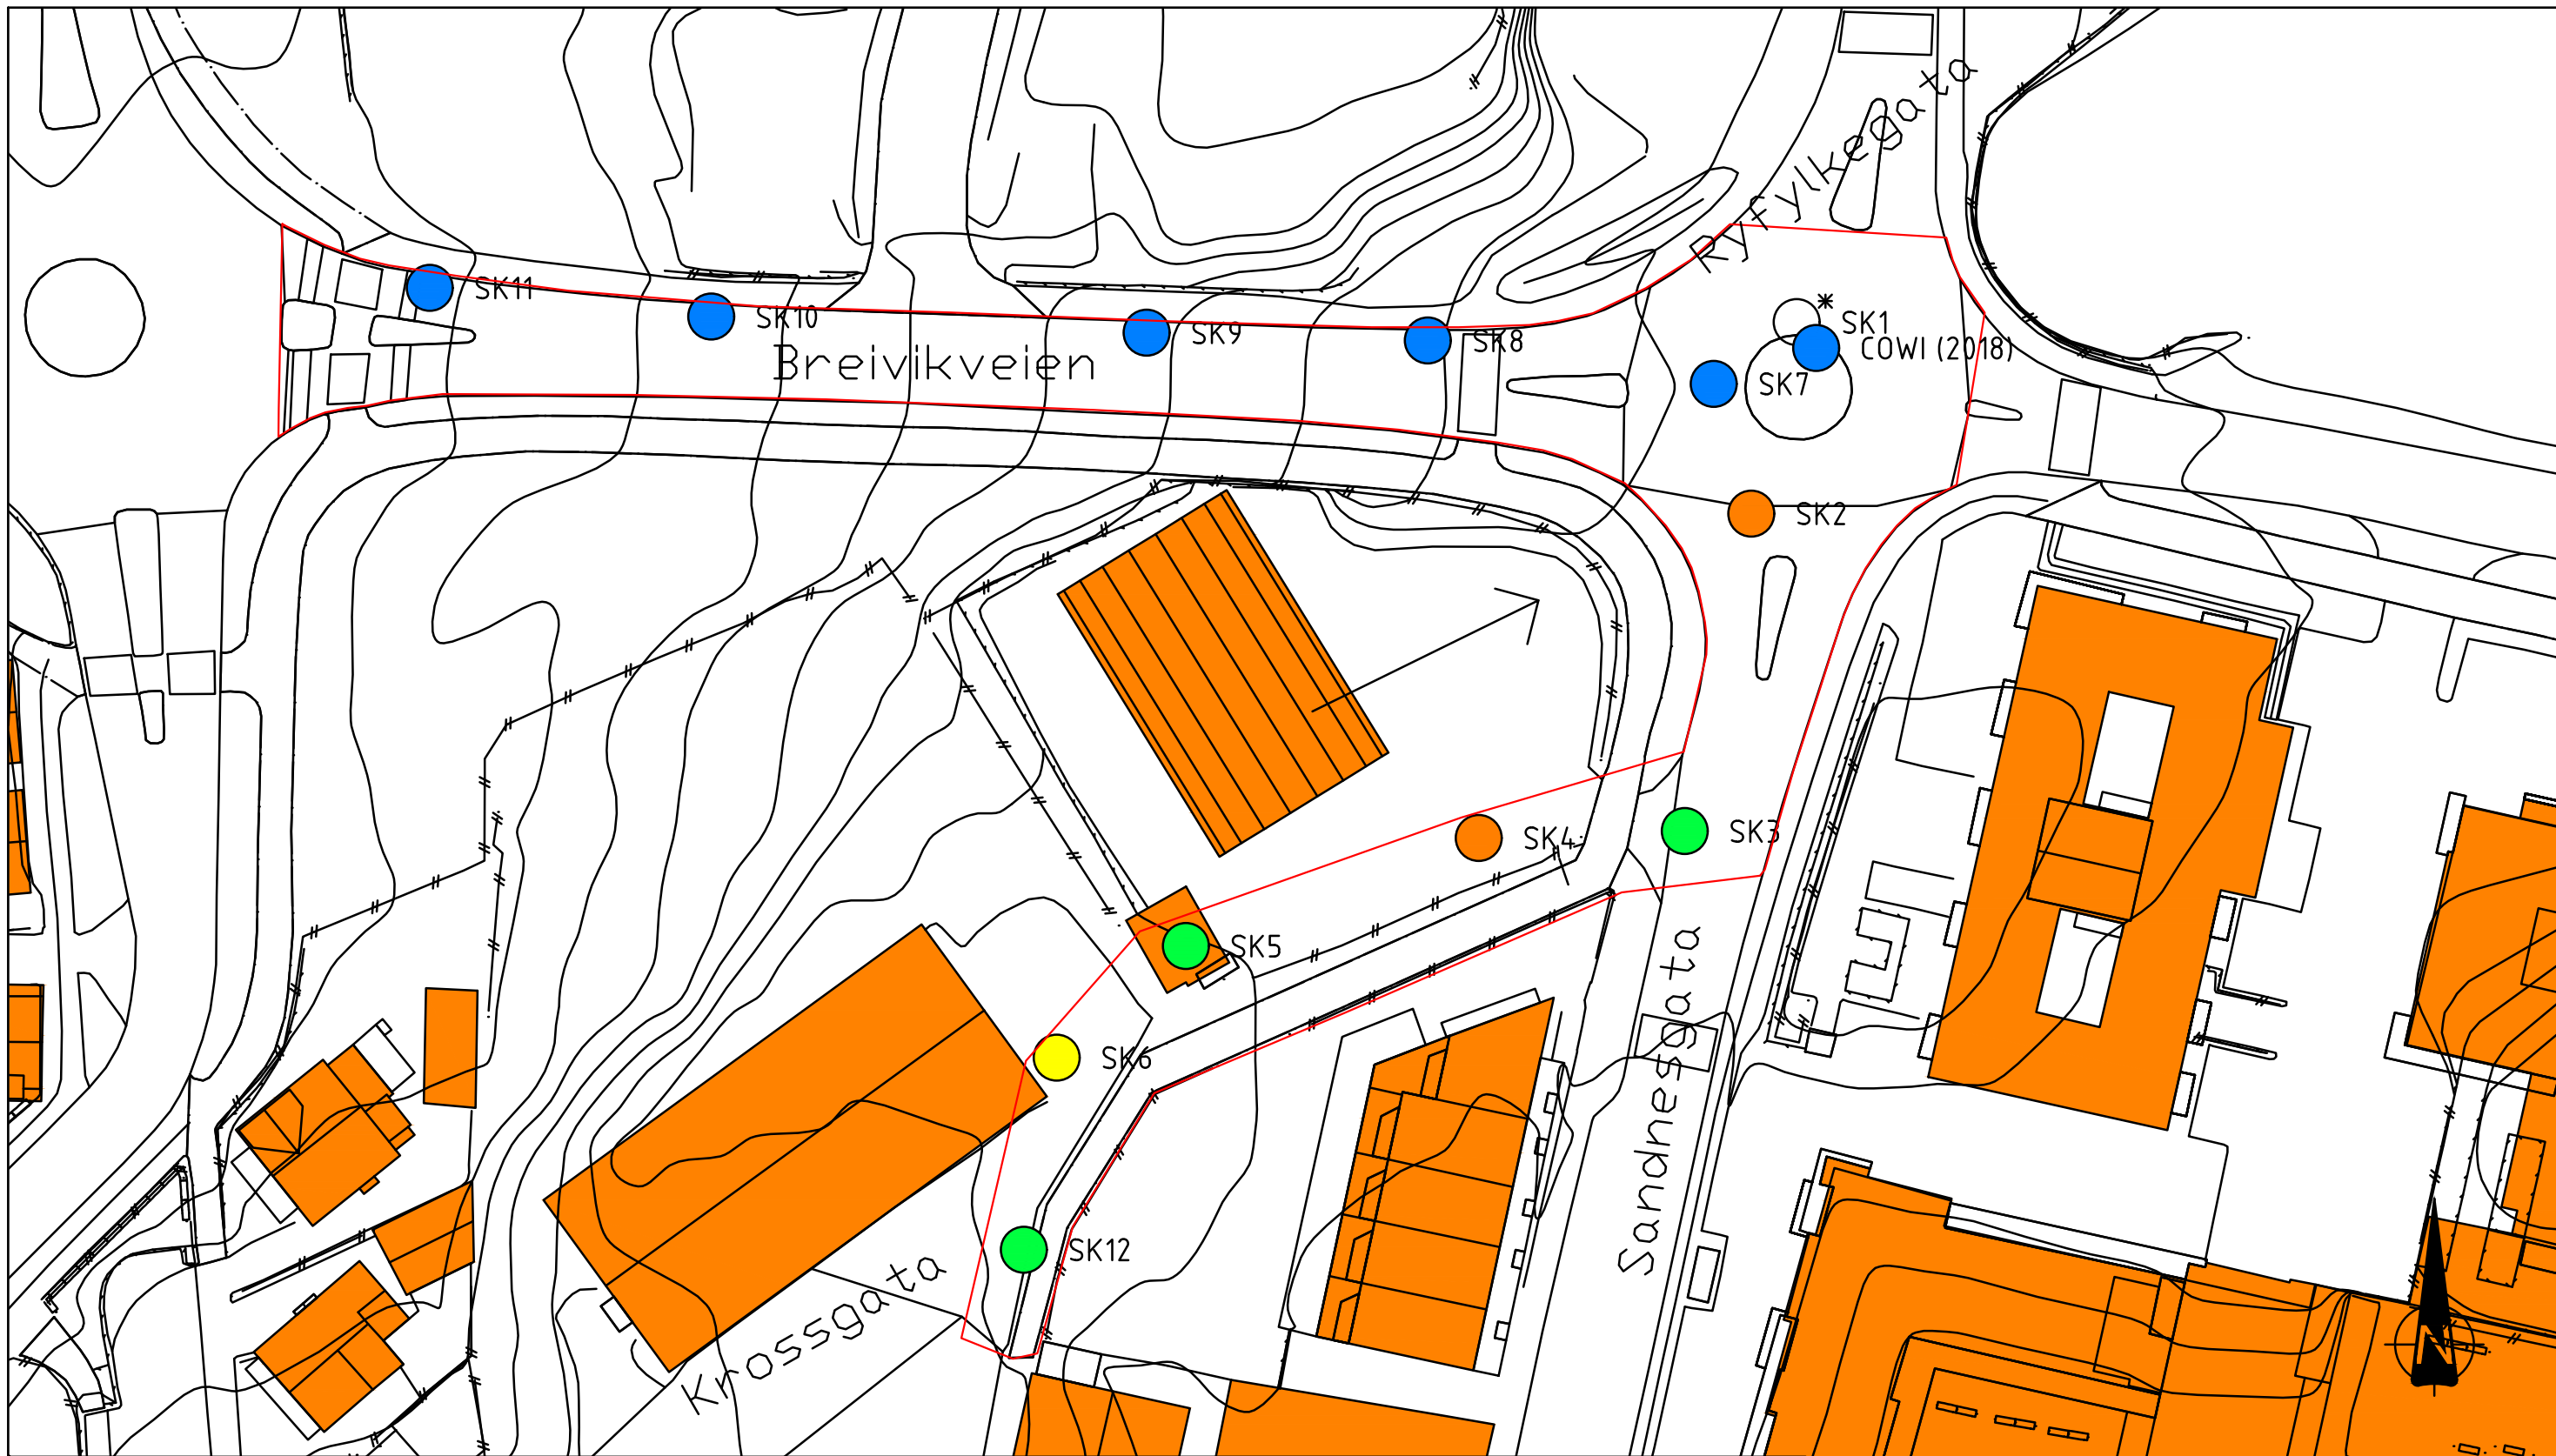 Ryfylkegata
SK11
SK10
SK9
SK8
*
SK1
COWI (2018)
Breivikveien
SK7
SK2
SK4
SK3
SK5
SK6
Sandnesgata
SK12
Krossgata
N